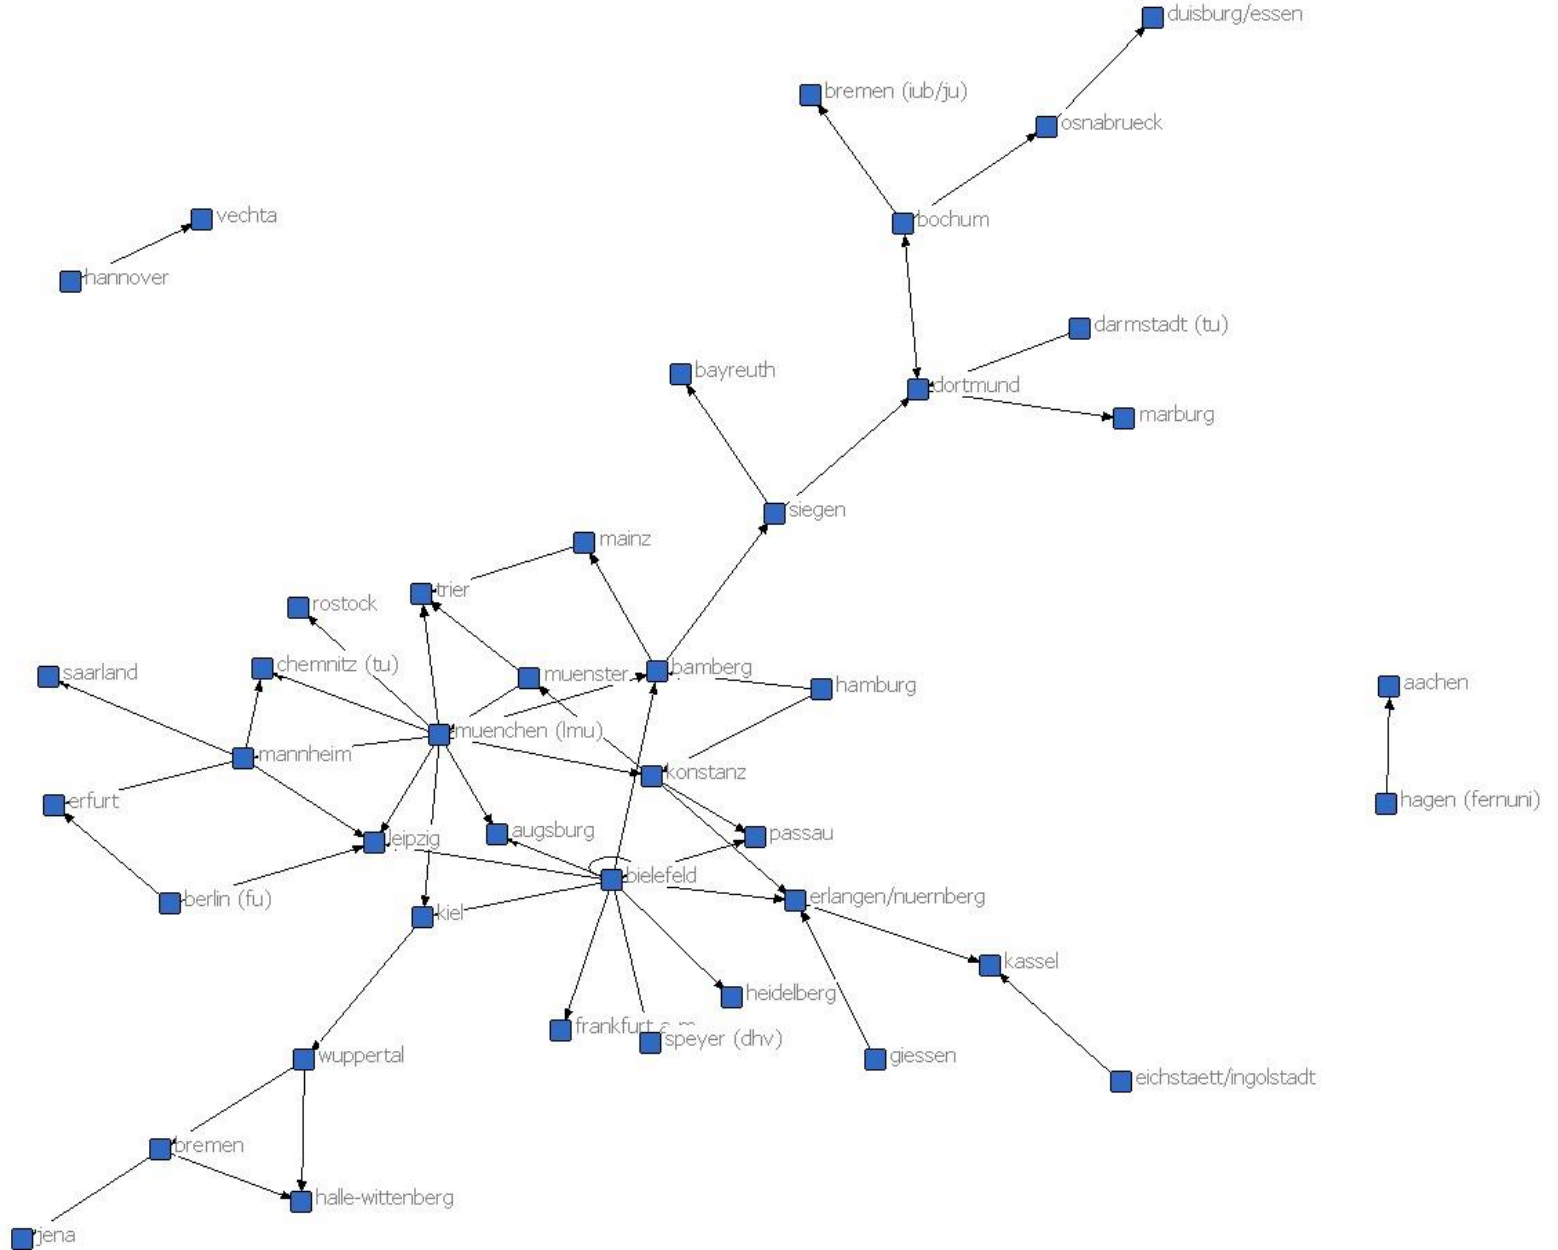 duisburg/essen
bremen (iub/ju)
osnabrueck
vechta
bochum
hannover
darmstadt (tu)
bayreuth
dortmund
marburg
siegen
mainz
trier
rostock
chemnitz (tu)
saarland
muenster
bamberg
hamburg
aachen
muenchen (lmu)
mannheim
konstanz
erfurt
hagen (fernuni)
augsburg
passau
leipzig
bielefeld
berlin (fu)
erlangen/nuernberg
kiel
kassel
heidelberg
frankfurt a.m.
speyer (dhv)
wuppertal
giessen
eichstaett/ingolstadt
bremen
halle-wittenberg
jena